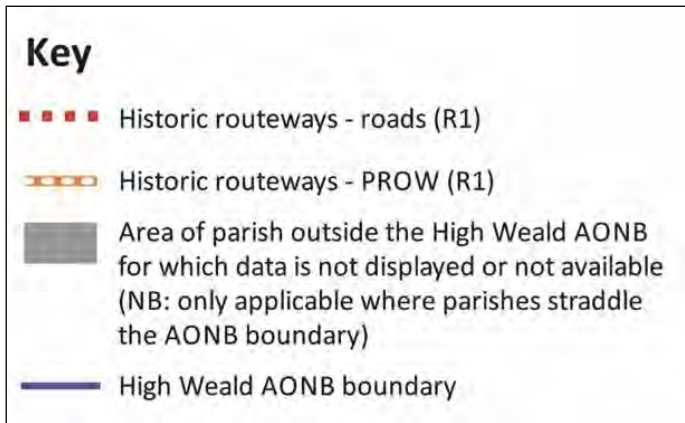 Key
Historic routeways - roads (R1)
Historic routeways - PROW (R1)
Area of parish outside the High Weald AONB
for which data is not displayed or not available
(NB: only applicable where parishes straddle
the AONB boundary)
High Weald AONB boundary